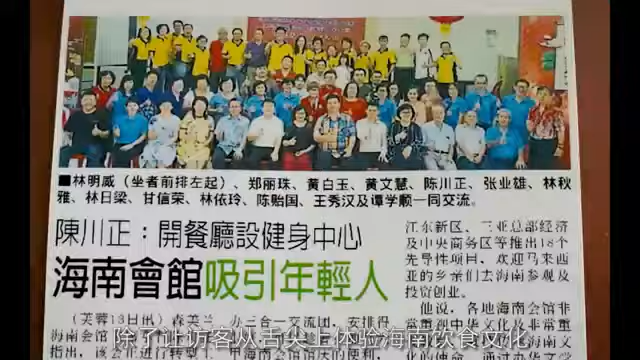 ■林明威（坐者前排左起）、郑丽珠、黄白玉、黄文慧、陈川正、张业雄、林秋
雅、林日梁、甘信荣、林依玲、陈贻国、王秀汉及谭学顺一同交流。
陳川正：開餐廳設健身中心
海南會館吸引年輕人
江东新区、三亚总部经济
及中央商务区等推出18个
先导性项目，欢迎马来西
亚的乡亲们去海南参观及
投资创业。
他说，各地海南会馆非
除了让访客从舌尖上体验海南饮食文化